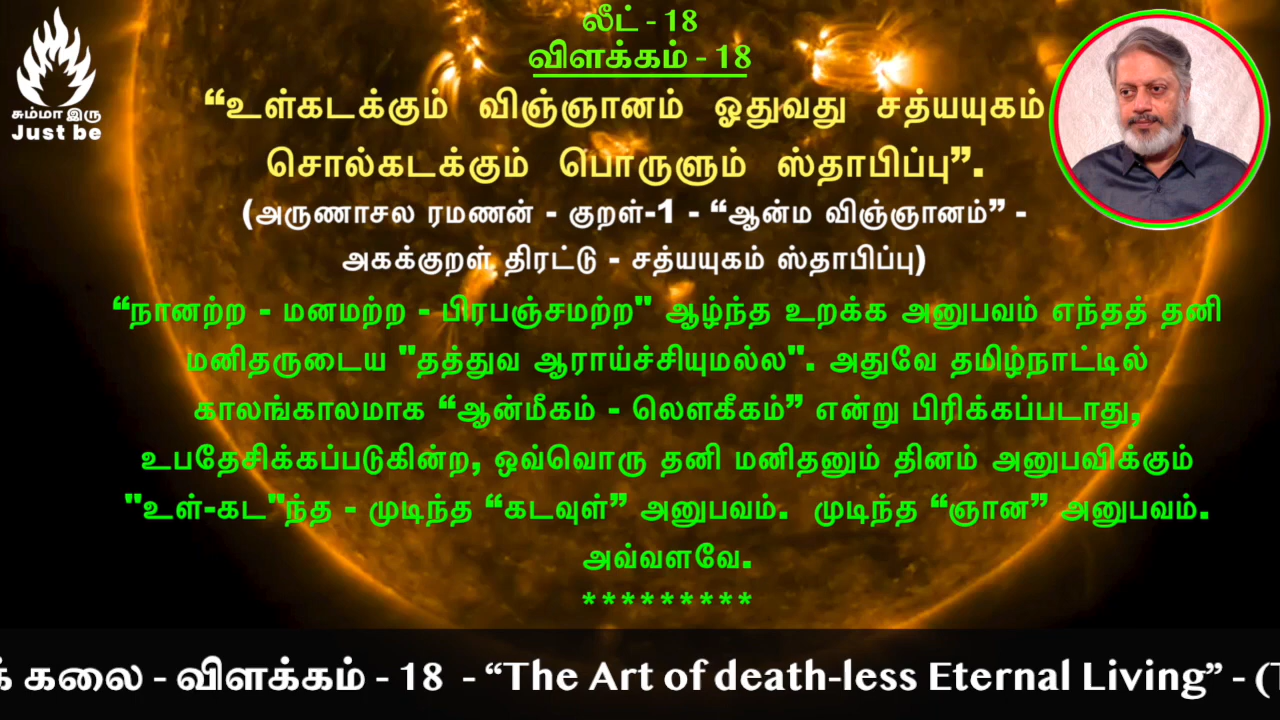 லீட் - 18
விளக்கம் - 18
சும்மா இரு
Just be
“உள்கடக்கும் விஞ்ஞானம் ஓதுவது சத்யயுகம்
சொல்கடக்கும் பொருளும் ஸ்தாபிப்பு”.
(அருணாசல ரமணன் - குறள்-1 - “ஆன்ம விஞ்ஞானம்” -
அகக்குறள் திரட்டு - சத்யயுகம் ஸ்தாபிப்பு)
“நானற்ற - மனமற்ற - பிரபஞ்சமற்ற" ஆழ்ந்த உறக்க அனுபவம் எந்தத் தனி
மனிதருடைய "தத்துவ ஆராய்ச்சியுமல்ல". அதுவே தமிழ்நாட்டில்
காலங்காலமாக “ஆன்மீகம் - லௌகீகம்” என்று பிரிக்கப்படாது,
உபதேசிக்கப்படுகின்ற, ஒவ்வொரு தனி மனிதனும் தினம் அனுபவிக்கும்
"உள்-கட"ந்த - முடிந்த “கடவுள்” அனுபவம். முடிந்த “ஞான” அனுபவம்.
அவ்வளவே.
*********
க் கலை - விளக்கம் - 18 - “The Art of death-less Eternal Living” - (